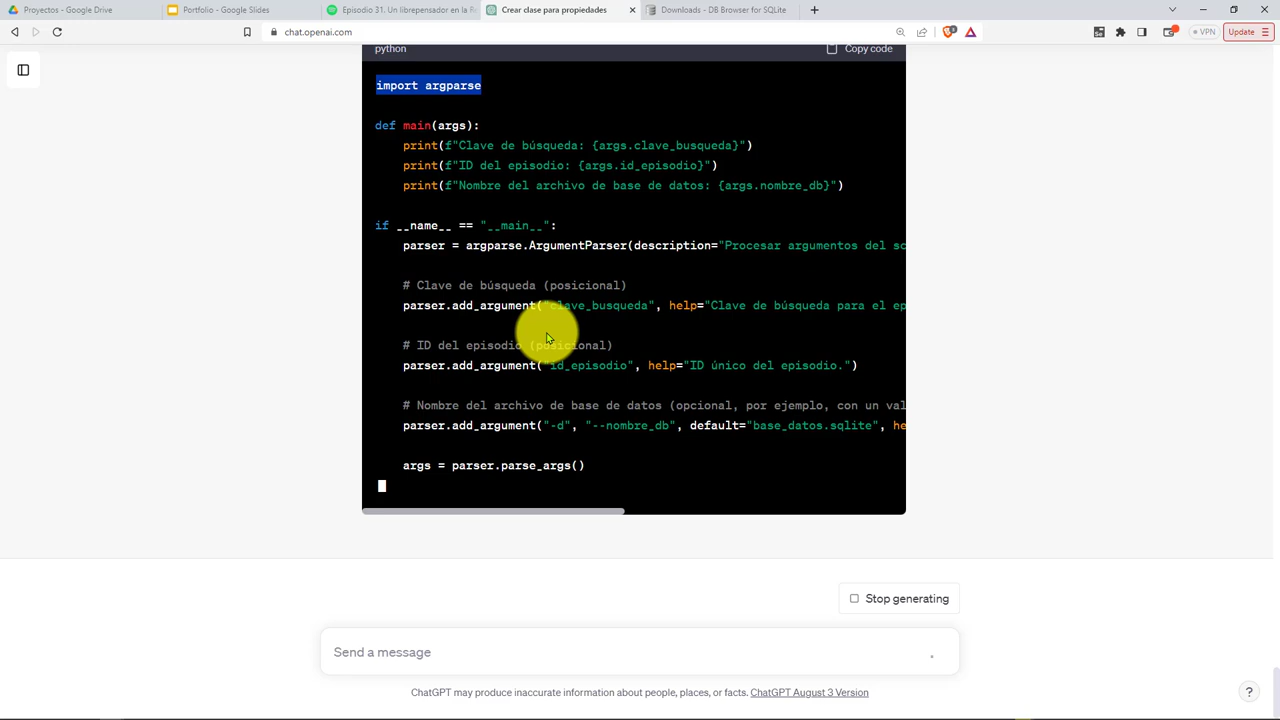 Proyectos - Google Drive
Portfolio - Google Slides
Episodio 31. Un librepensador en la R
Crear clase para propiedades
Downloads - DB Browser for SQLite
chat.openai.com
VPN
Update
python
Copy code
import argparse
def main(args):
print(f"Clave de búsqueda: {args.clave_busqueda}")
print(f"ID del episodio: {args.id_episodio}")
print(f"Nombre del archivo de base de datos: {args.nombre_db}")
if __name__ == "__main__":
parser = argparse.ArgumentParser(description="Procesar argumentos del sc
# Clave de búsqueda (posicional)
parser.add_argument("clave_busqueda", help="Clave de búsqueda para el ep
# ID del episodio (posicional)
parser.add_argument("id_episodio", help="ID único del episodio.")
# Nombre del archivo de base de datos (opcional, por ejemplo, con un val
parser.add_argument("-d", "--nombre_db", default="base_datos.sqlite", he
args = parser.parse_args()
Stop generating
Send a message
ChatGPT may produce inaccurate information about people, places, or facts. ChatGPT August 3 Version
?